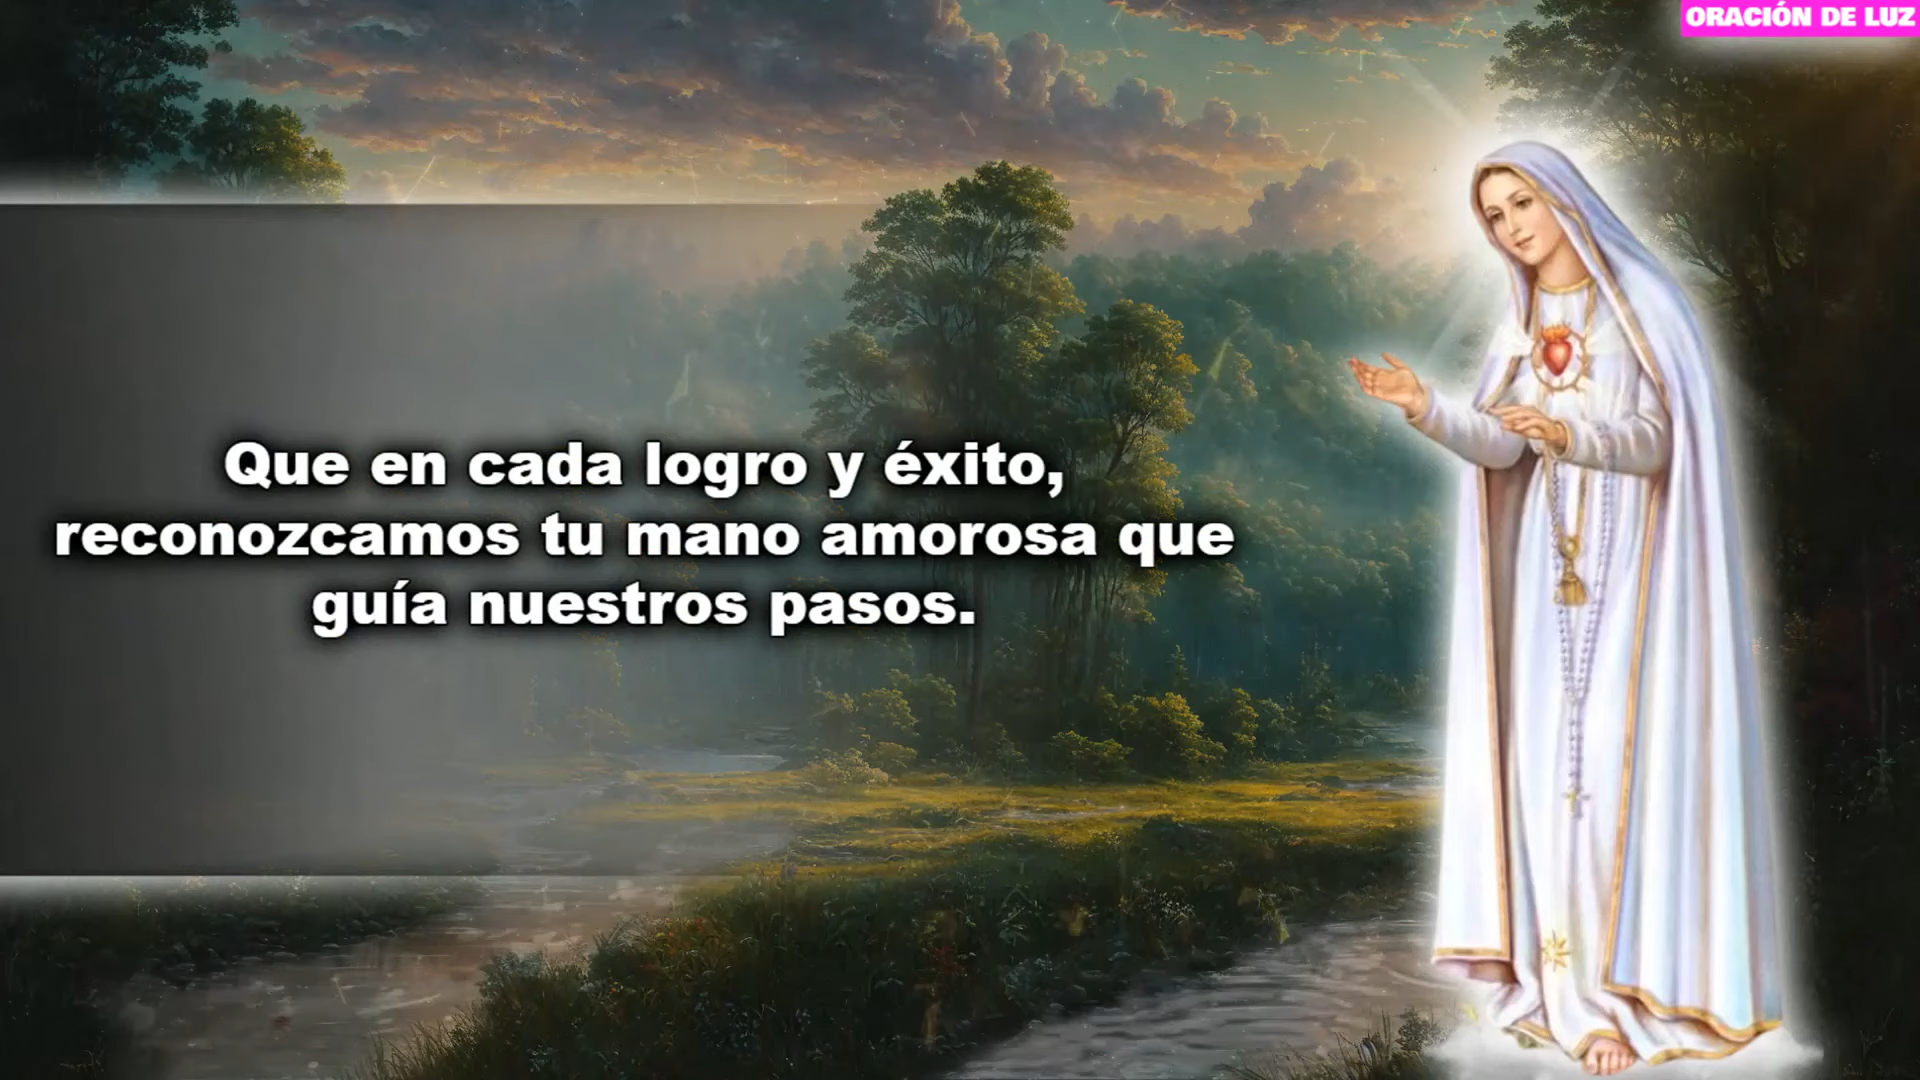 ORACIÓN DE LUZ
Que en cada logro y éxito,
reconozcamos tu mano amorosa que
guía nuestros pasos.